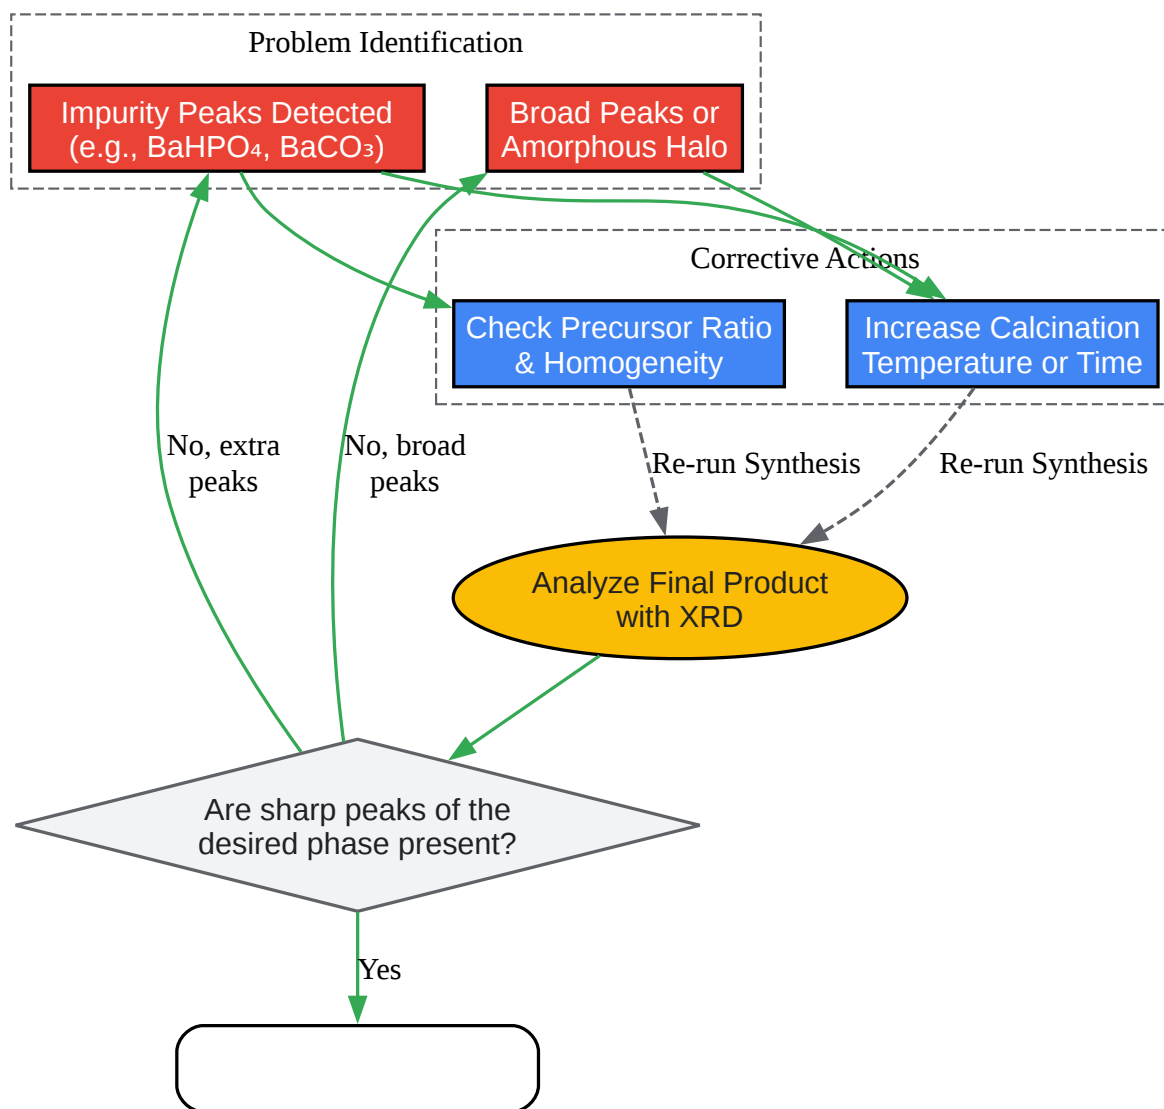 Problem Identification
Impurity Peaks Detected
(e.g., BaHPO₄, BaCO₃)
Broad Peaks or
Amorphous Halo
Corrective Actions
Check Precursor Ratio
& Homogeneity
Increase Calcination
Temperature or Time
No, extra
peaks
No, broad
peaks
Re-run Synthesis
Re-run Synthesis
Analyze Final Product
with XRD
Are sharp peaks of the
desired phase present?
Yes